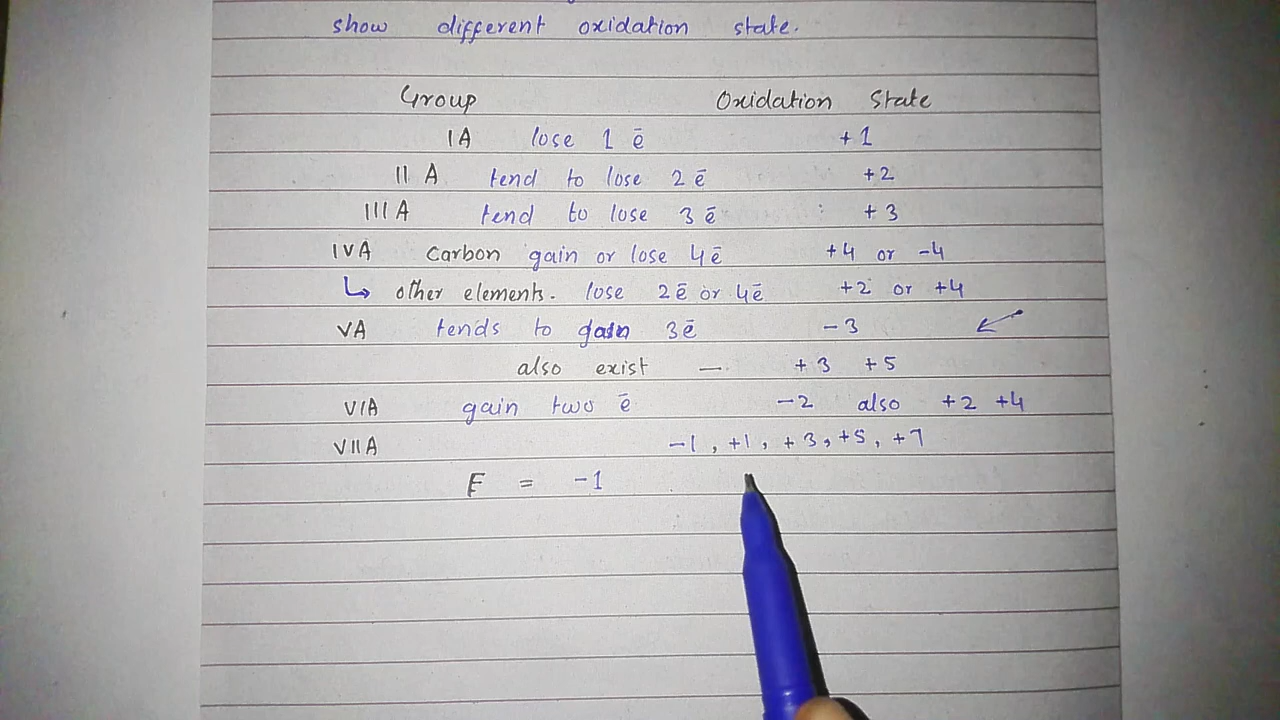 show different oxidation state.
Group Oxidation State
IA lose 1 ē +1
II A tend to lose 2 ē +2
III A tend to lose 3 ē +3
IVA Carbon gain or lose 4ē +4 or -4
↳ other elements. lose 2ē or 4ē +2 or +4
VA tends to gain 3ē -3
also exist — +3 +5
VIA gain two ē -2 also +2 +4
VIIA -1, +1, +3, +5, +7
F = -1